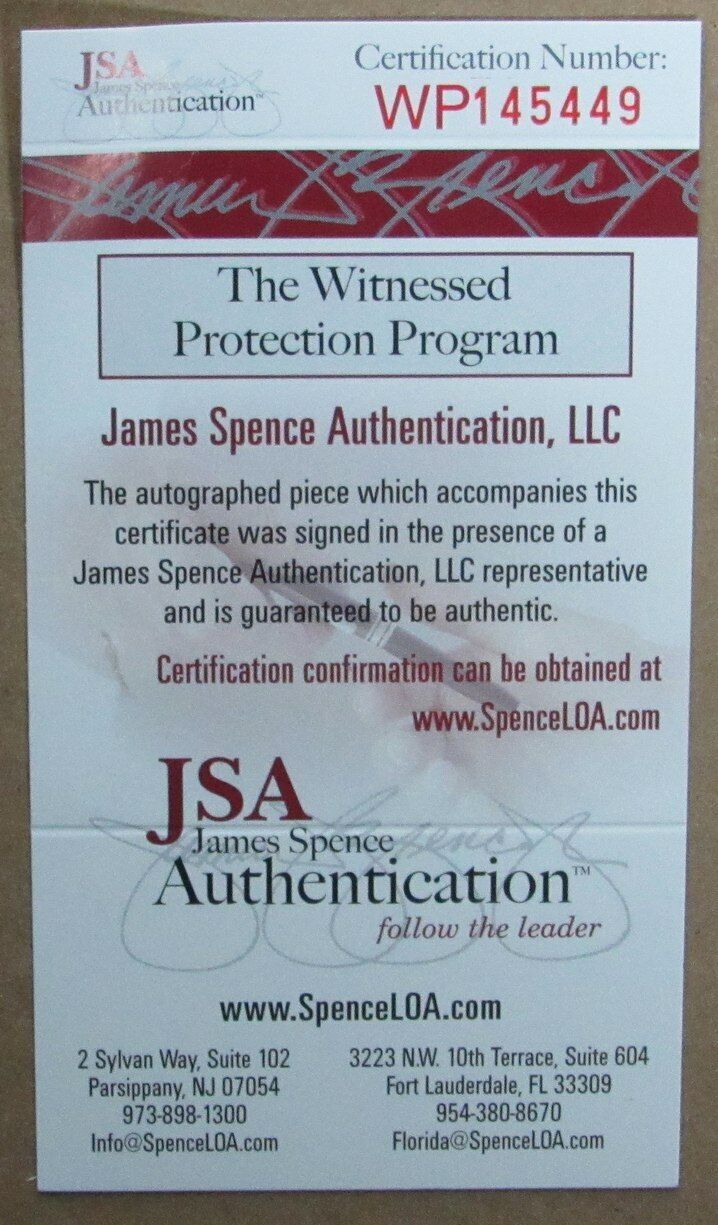 JSA
James Spence
Authentication™
Certification Number:
WP145449
James Spence
The Witnessed
Protection Program
James Spence Authentication, LLC
The autographed piece which accompanies this
certificate was signed in the presence of a
James Spence Authentication, LLC representative
and is guaranteed to be authentic.
Certification confirmation can be obtained at
www.SpenceLOA.com
JSA
James Spence
Authentication™
follow the leader
www.SpenceLOA.com
2 Sylvan Way, Suite 102
Parsippany, NJ 07054
973-898-1300
Info@SpenceLOA.com
3223 N.W. 10th Terrace, Suite 604
Fort Lauderdale, FL 33309
954-380-8670
Florida@SpenceLOA.com